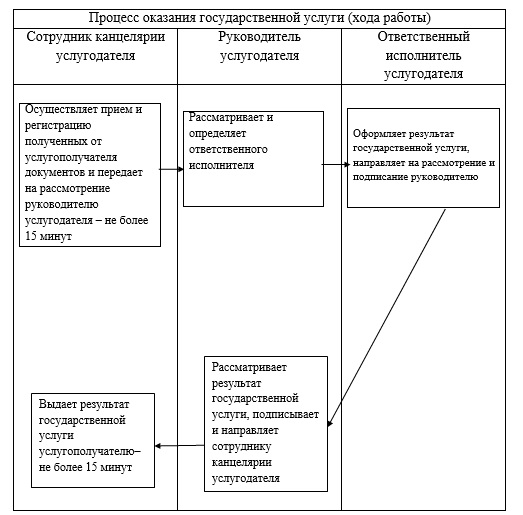 Процесс оказания государственной услуги (хода работы)
Сотрудник канцелярии
услугодателя
Руководитель
услугодателя
Ответственный
исполнитель
услугодателя
Осуществляет прием и
регистрацию
полученных от
услугополучателя
документов и передает
на рассмотрение
руководителю
услугодателя – не более
15 минут
Рассматривает и
определяет
ответственного
исполнителя
Оформляет результат
государственной услуги,
направляет на рассмотрение и
подписание руководителю
Рассматривает
результат
государственной
услуги, подписывает
и направляет
сотруднику
канцелярии
услугодателя
Выдает результат
государственной
услуги
услугополучателю–
не более 15 минут